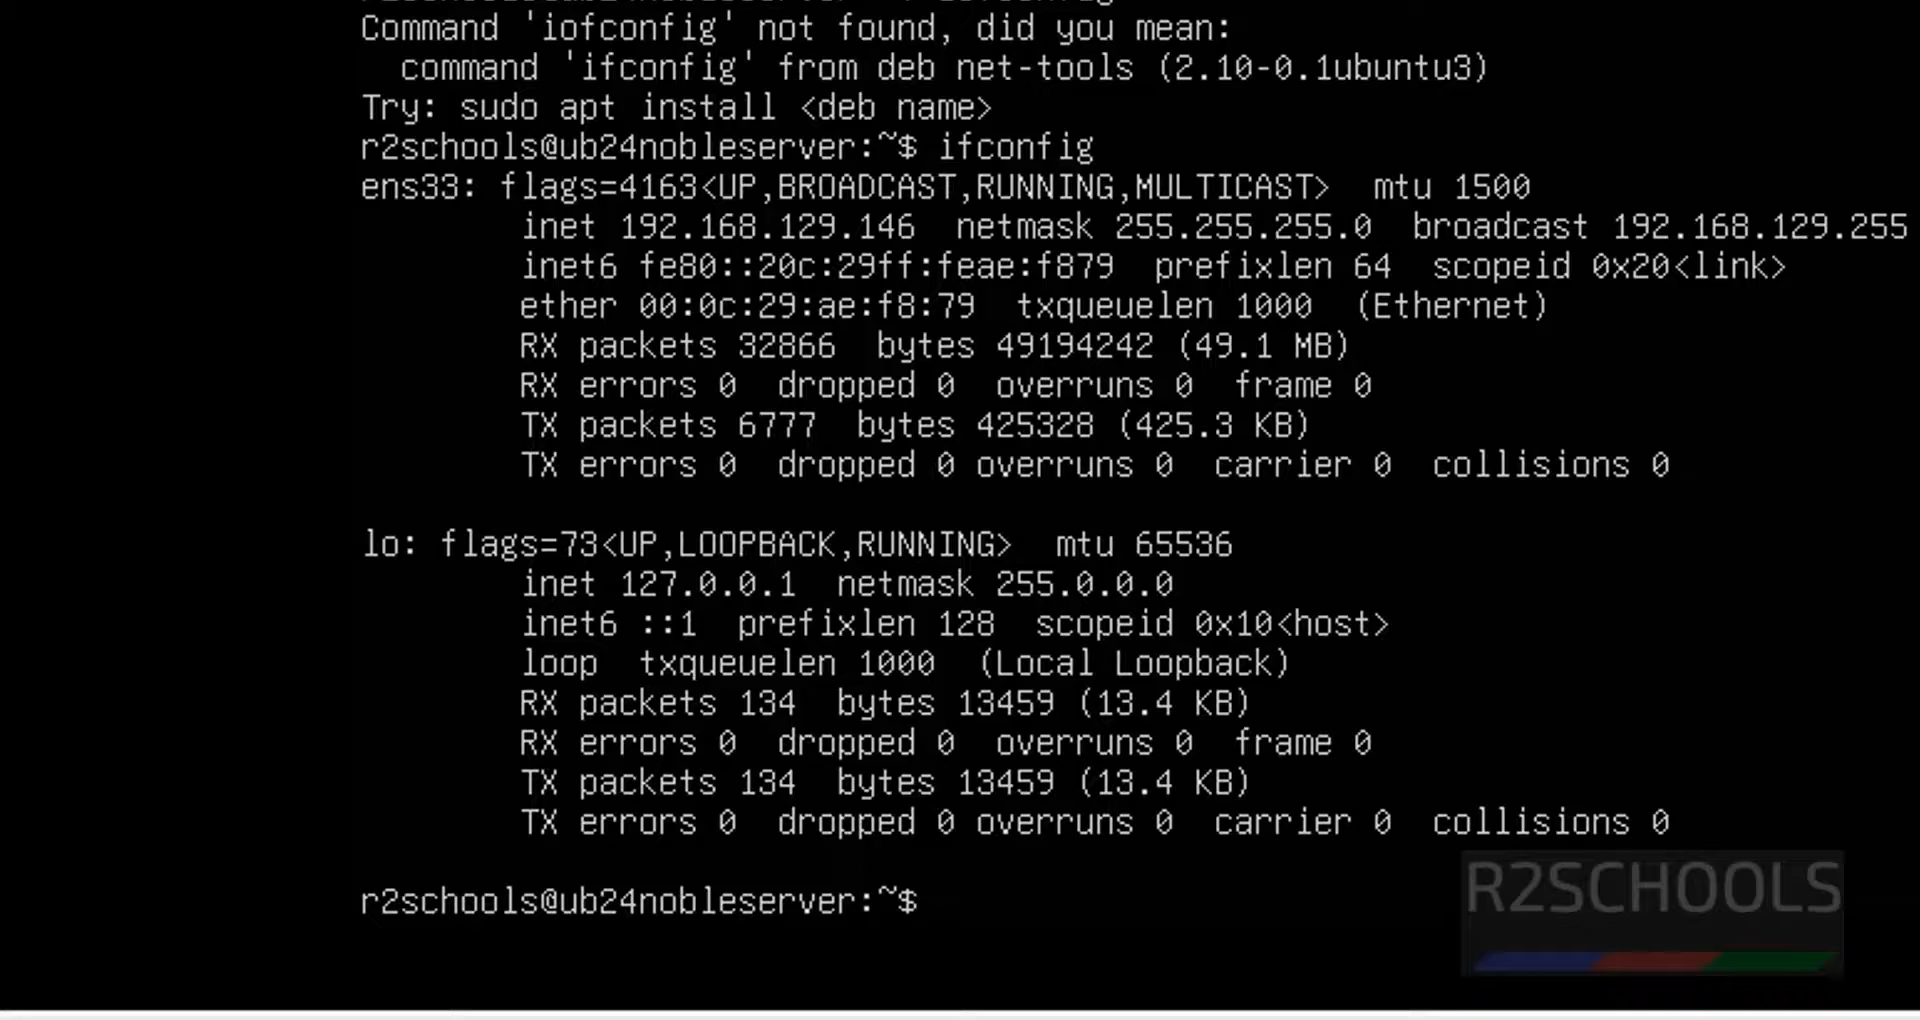 Command 'iofconfig' not found, did you mean:
  command 'ifconfig' from deb net-tools (2.10-0.1ubuntu3)
Try: sudo apt install <deb name>
r2schools@ub24nobleserver:~$ ifconfig
ens33: flags=4163<UP,BROADCAST,RUNNING,MULTICAST>  mtu 1500
        inet 192.168.129.146  netmask 255.255.255.0  broadcast 192.168.129.255
        inet6 fe80::20c:29ff:feae:f879  prefixlen 64  scopeid 0x20<link>
        ether 00:0c:29:ae:f8:79  txqueuelen 1000  (Ethernet)
        RX packets 32866  bytes 49194242 (49.1 MB)
        RX errors 0  dropped 0  overruns 0  frame 0
        TX packets 6777  bytes 425328 (425.3 KB)
        TX errors 0  dropped 0 overruns 0  carrier 0  collisions 0

lo: flags=73<UP,LOOPBACK,RUNNING>  mtu 65536
        inet 127.0.0.1  netmask 255.0.0.0
        inet6 ::1  prefixlen 128  scopeid 0x10<host>
        loop  txqueuelen 1000  (Local Loopback)
        RX packets 134  bytes 13459 (13.4 KB)
        RX errors 0  dropped 0  overruns 0  frame 0
        TX packets 134  bytes 13459 (13.4 KB)
        TX errors 0  dropped 0 overruns 0  carrier 0  collisions 0

r2schools@ub24nobleserver:~$
R2SCHOOLS